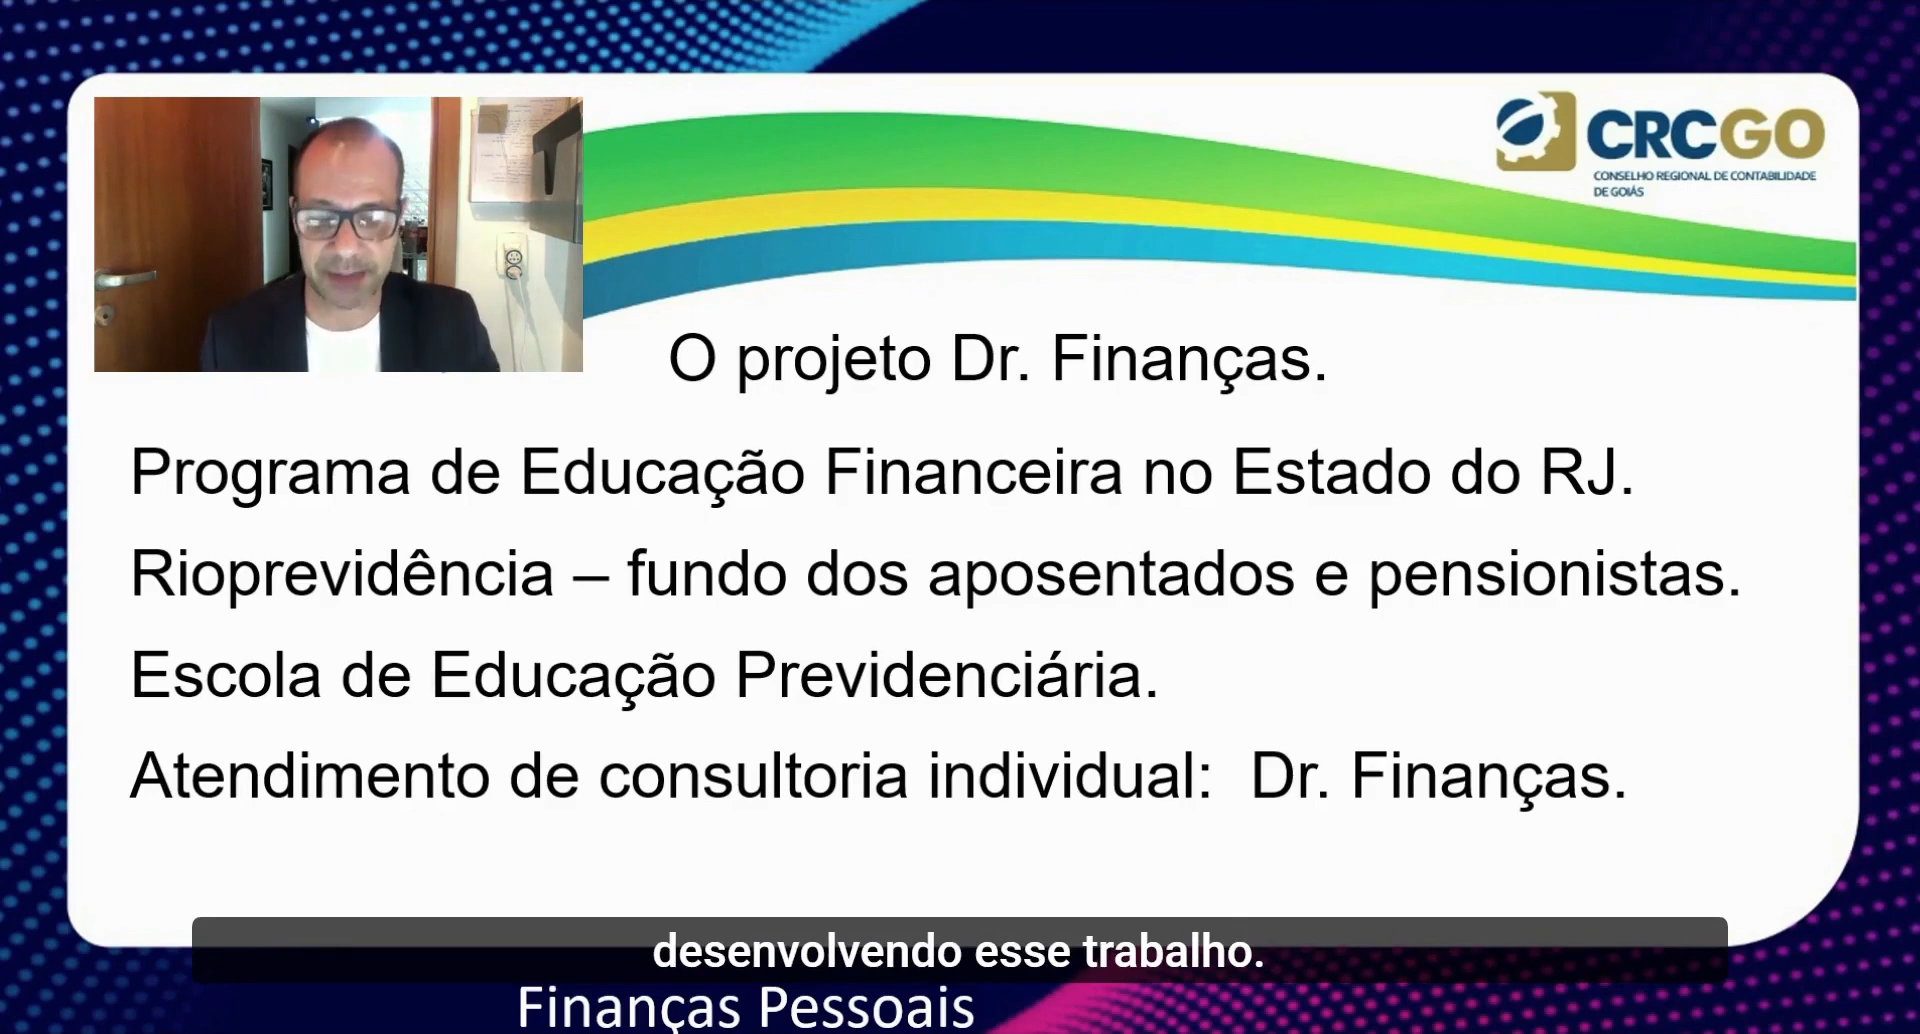 CRCGO
CONSELHO REGIONAL DE CONTABILIDADE
DE GOIÁS
O projeto Dr. Finanças.
Programa de Educação Financeira no Estado do RJ.
Rioprevidência – fundo dos aposentados e pensionistas.
Escola de Educação Previdenciária.
Atendimento de consultoria individual:  Dr. Finanças.
desenvolvendo esse trabalho.
Finanças Pessoais